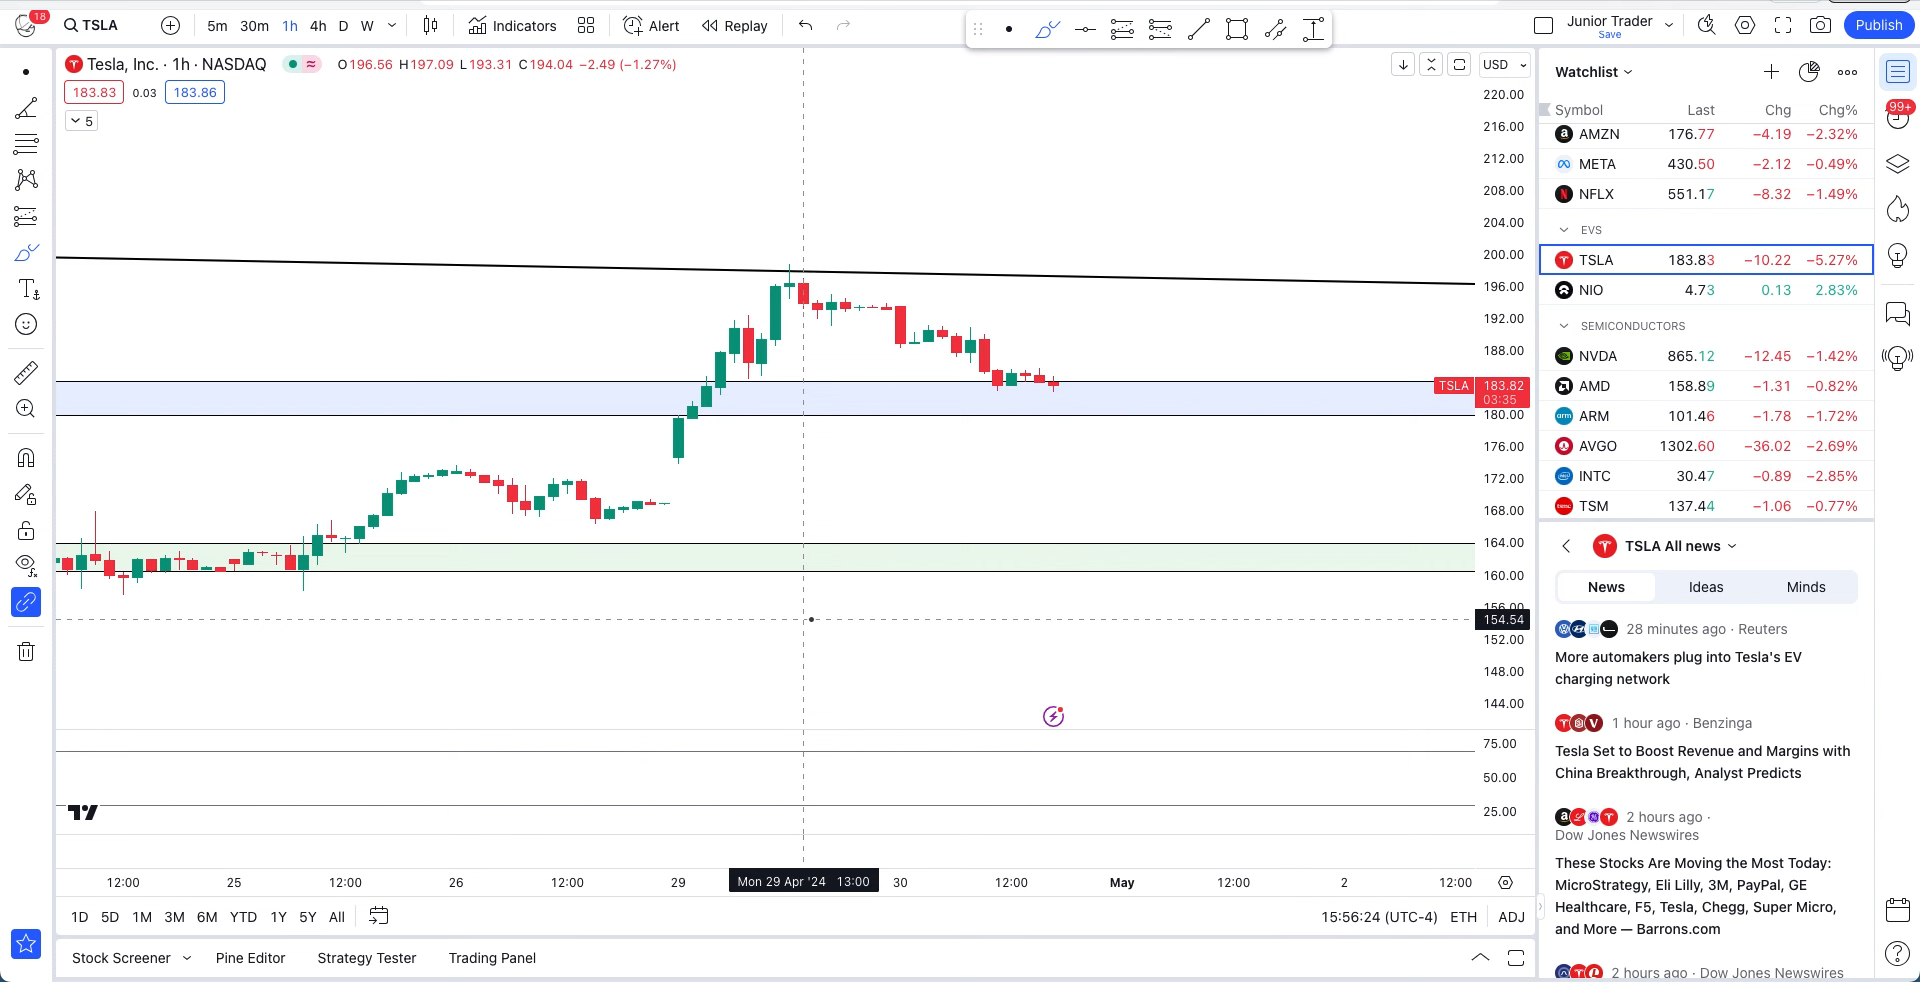 18
TSLA
5m 30m 1h 4h D W
Indicators
Alert
Replay
Junior Trader
Save
Publish
Tesla, Inc. · 1h · NASDAQ
O196.56 H197.09 L193.31 C194.04 −2.49 (−1.27%)
183.83 0.03 183.86
5
USD
220.00
216.00
212.00
208.00
204.00
200.00
196.00
192.00
188.00
TSLA 183.82
03:35
180.00
176.00
172.00
168.00
164.00
160.00
156.00
154.54
152.00
148.00
144.00
75.00
50.00
25.00
12:00 25 12:00 26 12:00 29 Mon 29 Apr '24 13:00 30 12:00 May 12:00 2 12:00
1D 5D 1M 3M 6M YTD 1Y 5Y All
15:56:24 (UTC-4) ETH ADJ
Stock Screener Pine Editor Strategy Tester Trading Panel
Watchlist
99+
Symbol Last Chg Chg%
AMZN 176.77 −4.19 −2.32%
META 430.50 −2.12 −0.49%
NFLX 551.17 −8.32 −1.49%
EVS
TSLA 183.83 −10.22 −5.27%
NIO 4.73 0.13 2.83%
SEMICONDUCTORS
NVDA 865.12 −12.45 −1.42%
AMD 158.89 −1.31 −0.82%
ARM 101.46 −1.78 −1.72%
AVGO 1302.60 −36.02 −2.69%
INTC 30.47 −0.89 −2.85%
TSM 137.44 −1.06 −0.77%
TSLA All news
News Ideas Minds
28 minutes ago · Reuters
More automakers plug into Tesla's EV
charging network
1 hour ago · Benzinga
Tesla Set to Boost Revenue and Margins with
China Breakthrough, Analyst Predicts
2 hours ago ·
Dow Jones Newswires
These Stocks Are Moving the Most Today:
MicroStrategy, Eli Lilly, 3M, PayPal, GE
Healthcare, F5, Tesla, Chegg, Super Micro,
and More — Barrons.com
2 hours ago · Dow Jones Newswires